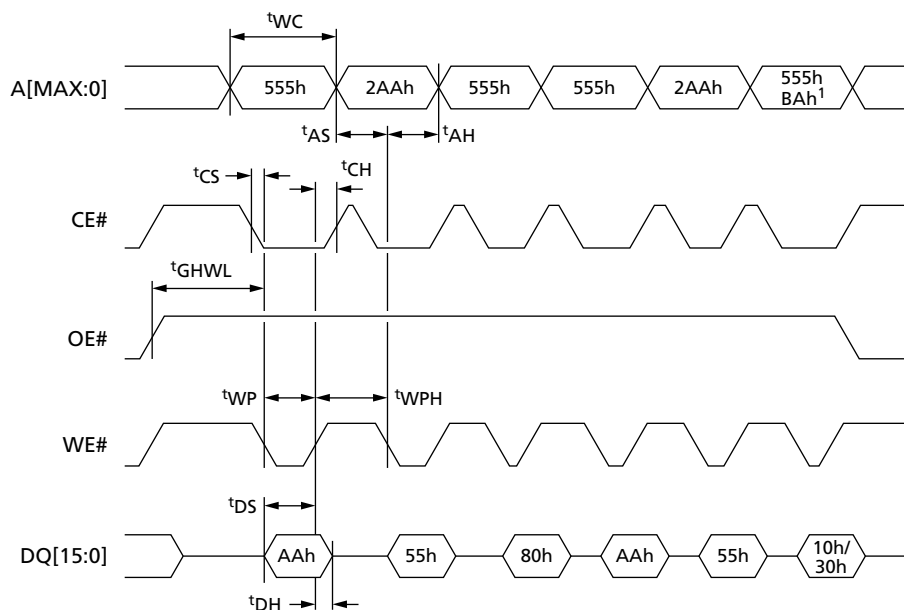 tWC
A[MAX:0] 555h 2AAh 555h 555h 2AAh 555h BAh1
tAS tAH
tCS tCH
CE#
tGHWL
OE#
tWP tWPH
WE#
tDS
DQ[15:0] AAh 55h 80h AAh 55h 10h/ 30h
tDH